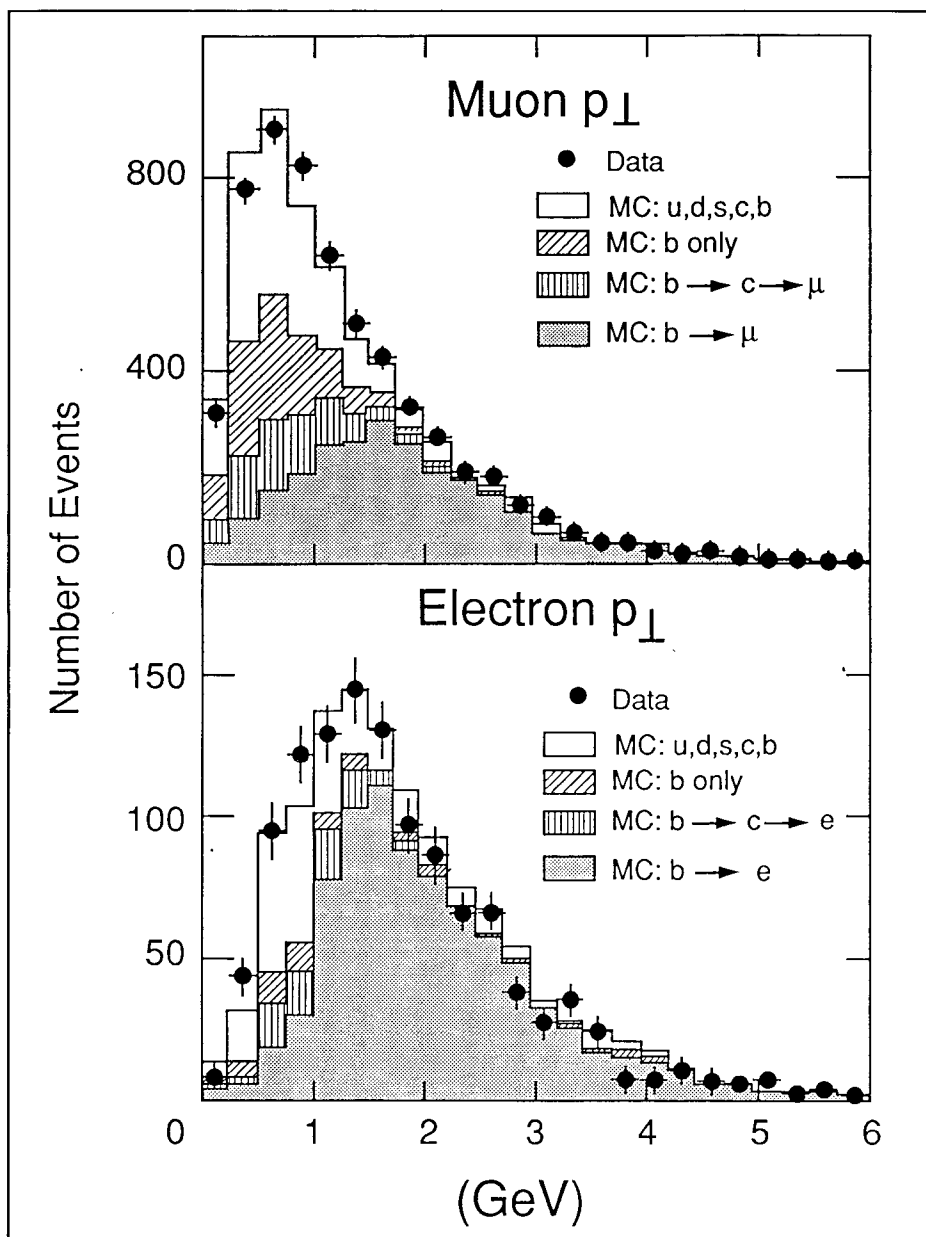 Muon p⊥
Data
MC: u,d,s,c,b
MC: b only
MC: b → c → μ
MC: b → μ
800
400
0
Number of Events
Electron p⊥
Data
MC: u,d,s,c,b
MC: b only
MC: b → c → e
MC: b → e
150
100
50
0 1 2 3 4 5 6
(GeV)